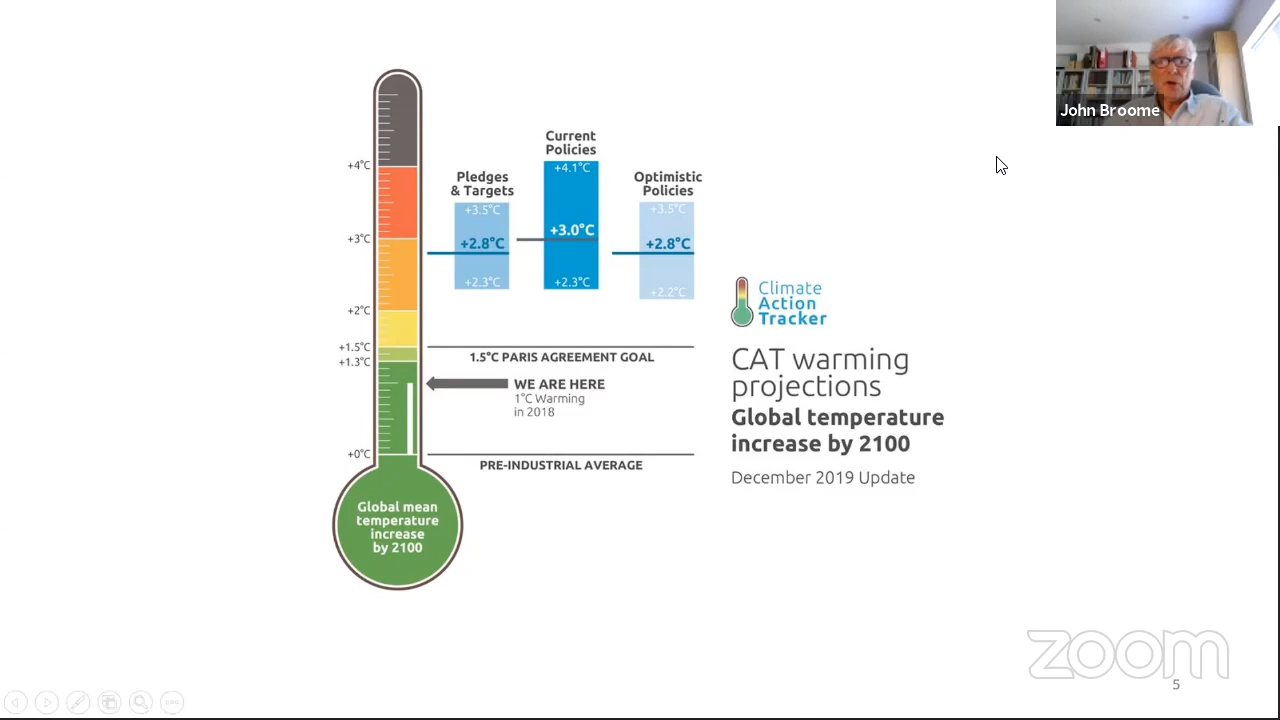 John Broome
Current
Policies
+4.1°C
+3.0°C
+2.3°C
Pledges
& Targets
+3.5°C
+2.8°C
+2.3°C
Optimistic
Policies
+3.5°C
+2.8°C
+2.2°C
+4°C
+3°C
+2°C
+1.5°C
+1.3°C
+0°C
1.5°C PARIS AGREEMENT GOAL
WE ARE HERE
1°C Warming
in 2018
PRE-INDUSTRIAL AVERAGE
Global mean
temperature
increase
by 2100
Climate
Action
Tracker
CAT warming
projections
Global temperature
increase by 2100
December 2019 Update
zoom
5